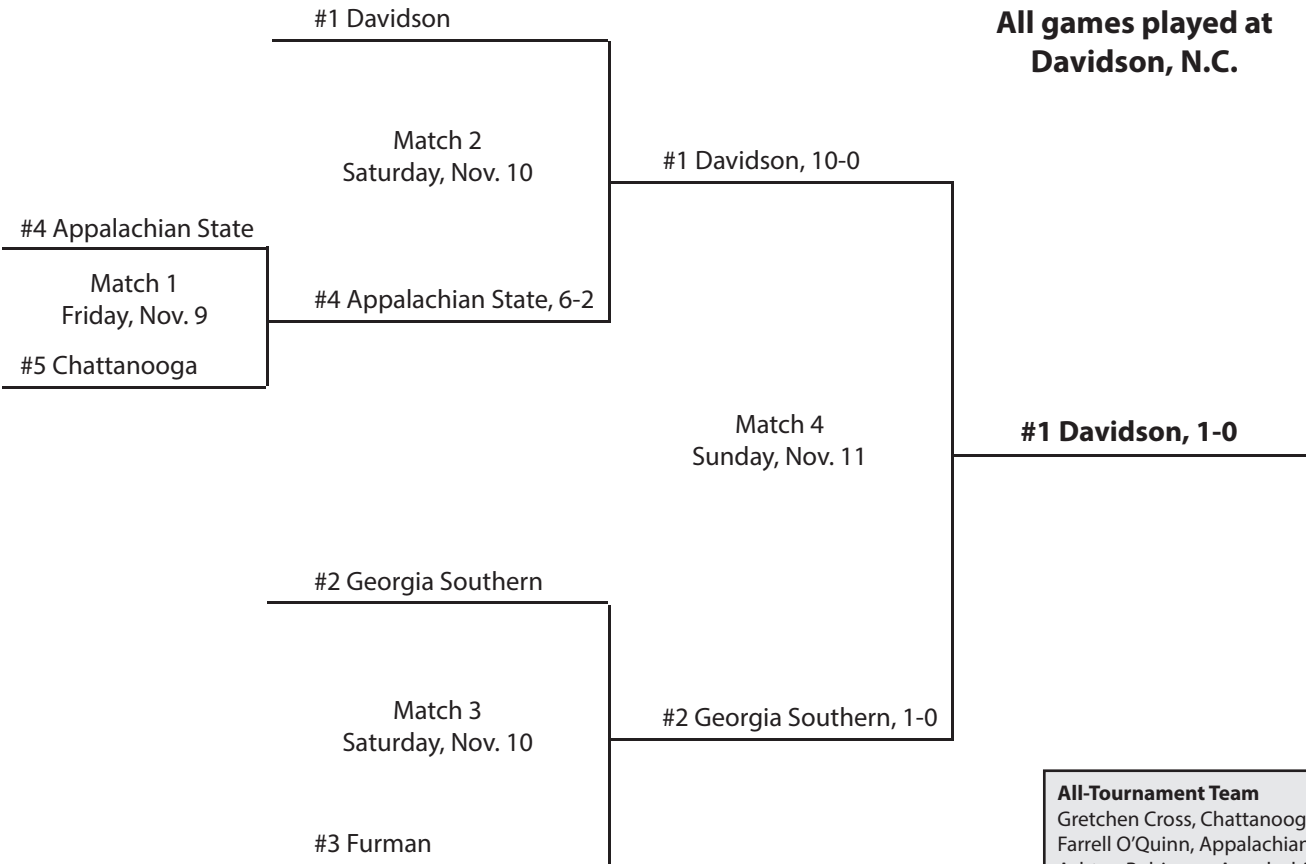 #1 Davidson
All games played at
Davidson, N.C.
Match 2
Saturday, Nov. 10
#1 Davidson, 10-0
#4 Appalachian State
Match 1
Friday, Nov. 9
#4 Appalachian State, 6-2
#5 Chattanooga
Match 4
Sunday, Nov. 11
#1 Davidson, 1-0
#2 Georgia Southern
Match 3
Saturday, Nov. 10
#2 Georgia Southern, 1-0
#3 Furman
All-Tournament Team
Gretchen Cross, Chattanoog
Farrell O'Quinn, Appalachian